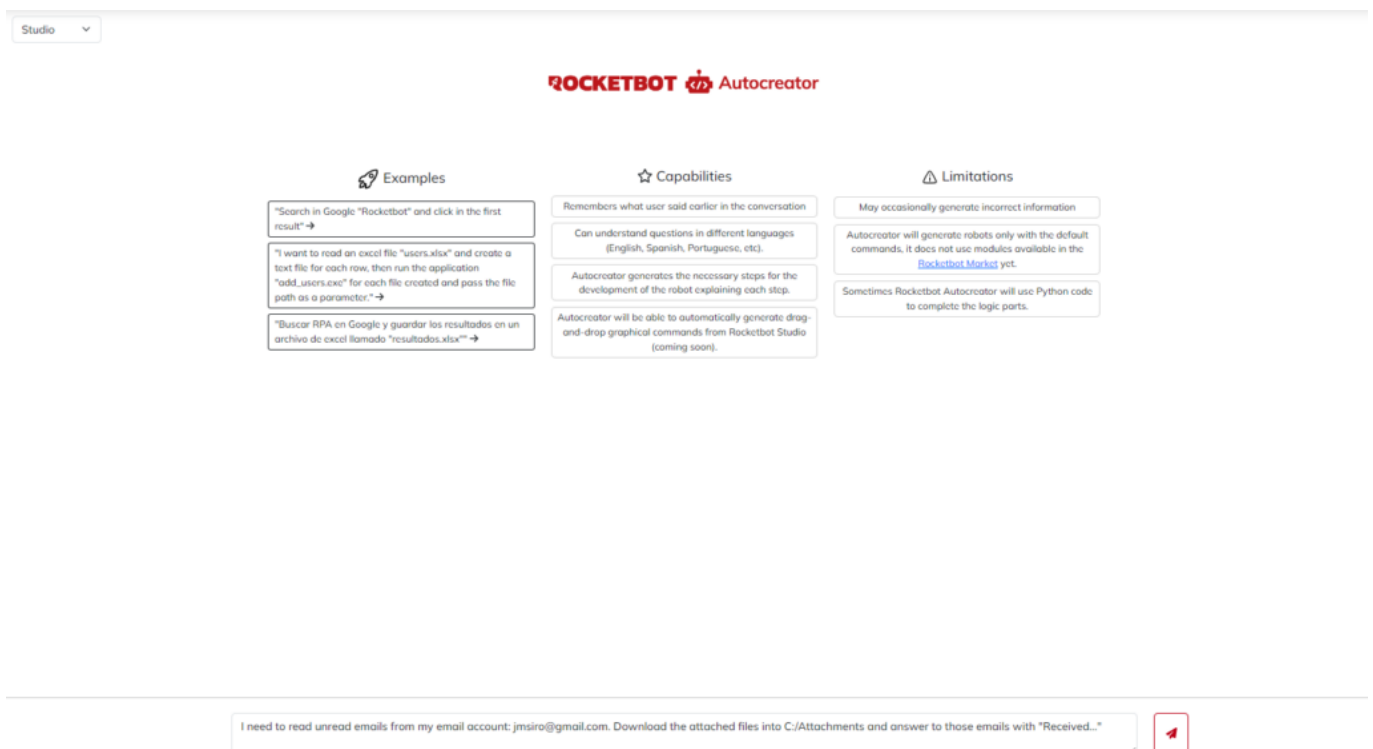 Studio
ROCKETBOT Autocreator
Examples
"Search in Google "Rocketbot" and click in the first
result" →
"I want to read an excel file "users.xlsx" and create a
text file for each row, then run the application
"add_users.exe" for each file created and pass the file
path as a parameter." →
"Buscar RPA en Google y guardar los resultados en un
archivo de excel llamado "resultados.xlsx"" →
Capabilities
Remembers what user said earlier in the conversation
Can understand questions in different languages
(English, Spanish, Portuguese, etc).
Autocreator generates the necessary steps for the
development of the robot explaining each step.
Autocreator will be able to automatically generate drag-
and-drop graphical commands from Rocketbot Studio
(coming soon).
Limitations
May occasionally generate incorrect information
Autocreator will generate robots only with the default
commands, it does not use modules available in the
Rocketbot Market yet.
Sometimes Rocketbot Autocreator will use Python code
to complete the logic parts.
I need to read unread emails from my email account: jmsiro@gmail.com. Download the attached files into C:/Attachments and answer to those emails with "Received..."